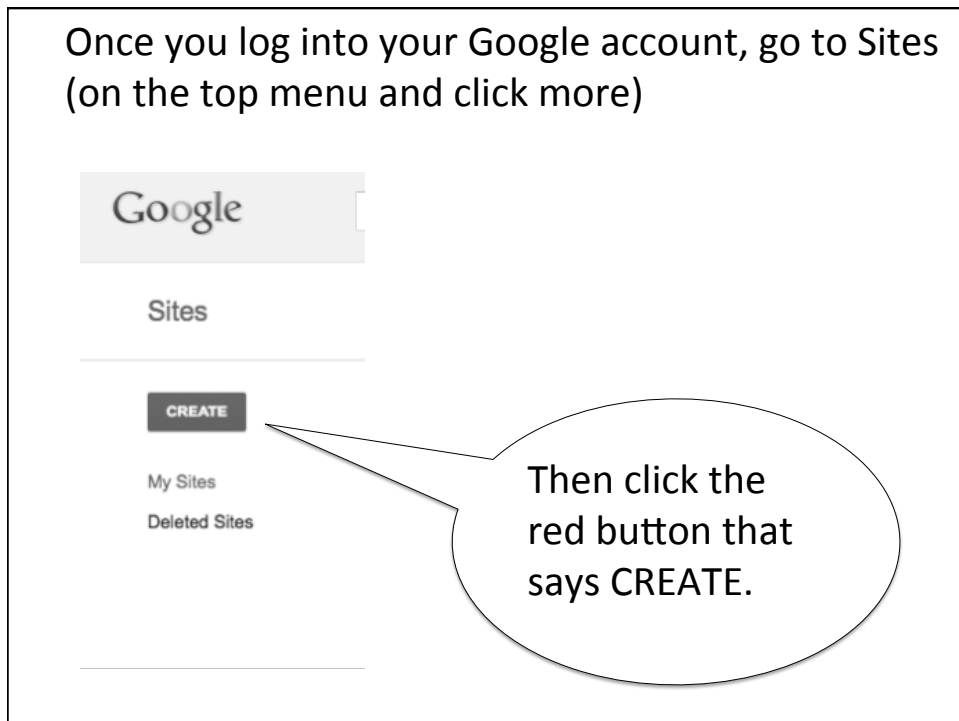 Once you log into your Google account, go to Sites
(on the top menu and click more)
Google
Sites
CREATE
My Sites
Deleted Sites
Then click the
red button that
says CREATE.